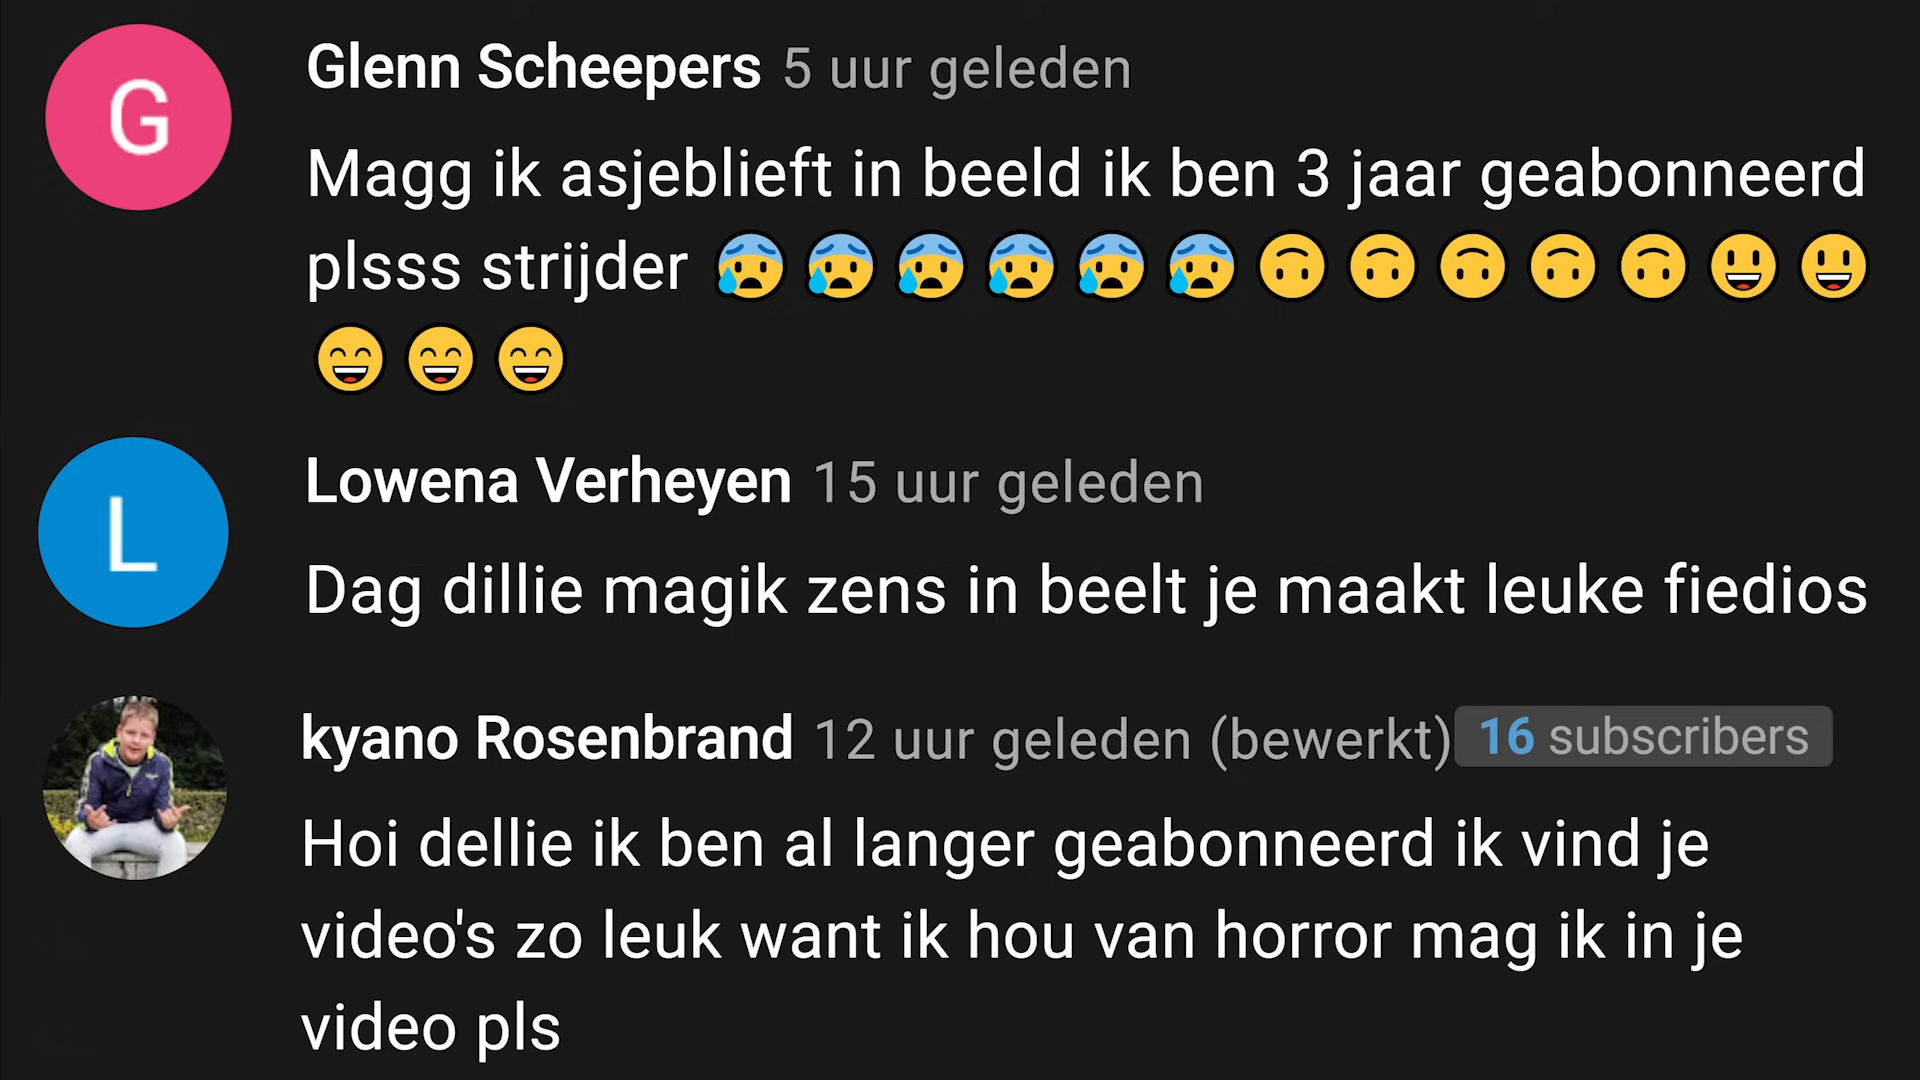 G
Glenn Scheepers 5 uur geleden
Magg ik asjeblieft in beeld ik ben 3 jaar geabonneerd
plsss strijder 😰😰😰😰😰😰🙃🙃🙃🙃🙃😃😃
😄😄😄
L
Lowena Verheyen 15 uur geleden
Dag dillie magik zens in beelt je maakt leuke fiedios
kyano Rosenbrand 12 uur geleden (bewerkt) 16 subscribers
Hoi dellie ik ben al langer geabonneerd ik vind je
video's zo leuk want ik hou van horror mag ik in je
video pls